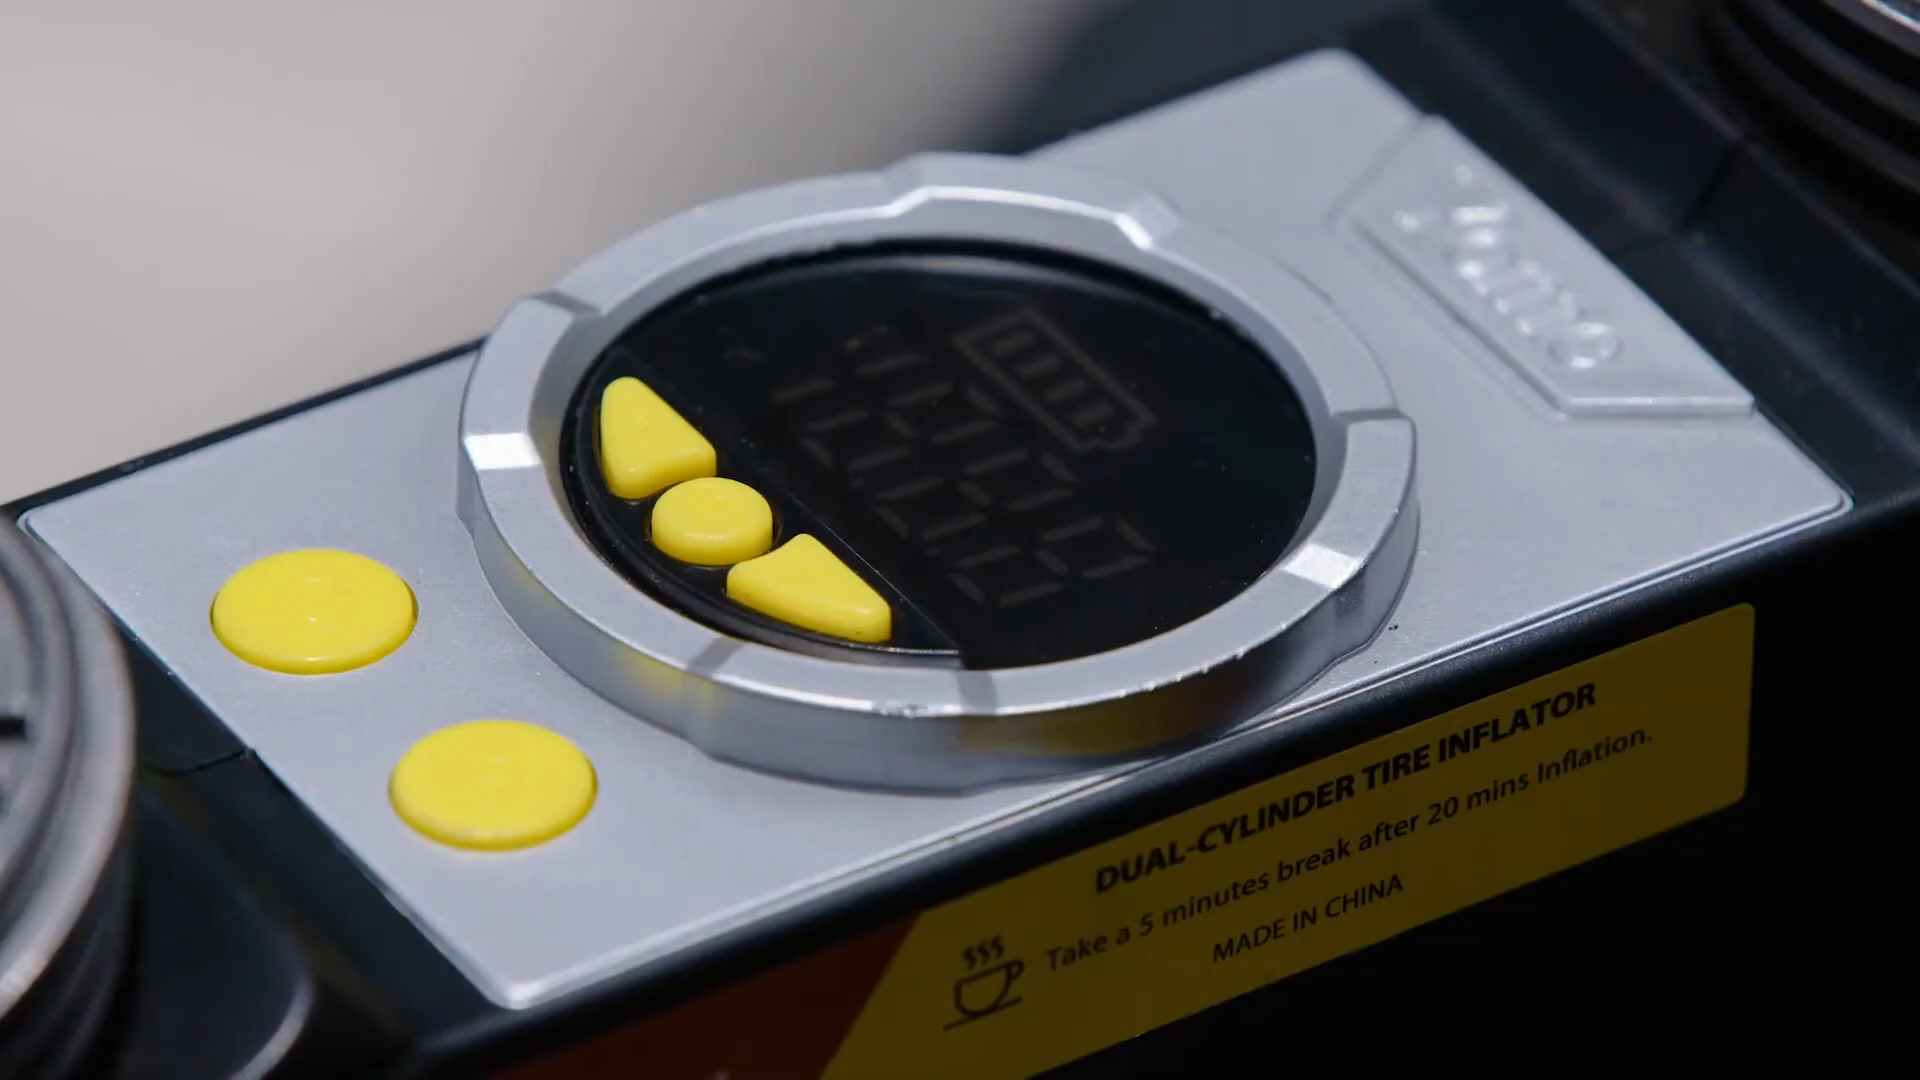 DUAL-CYLINDER TIRE INFLATOR
Take a 5 minutes break after 20 mins Inflation.
MADE IN CHINA